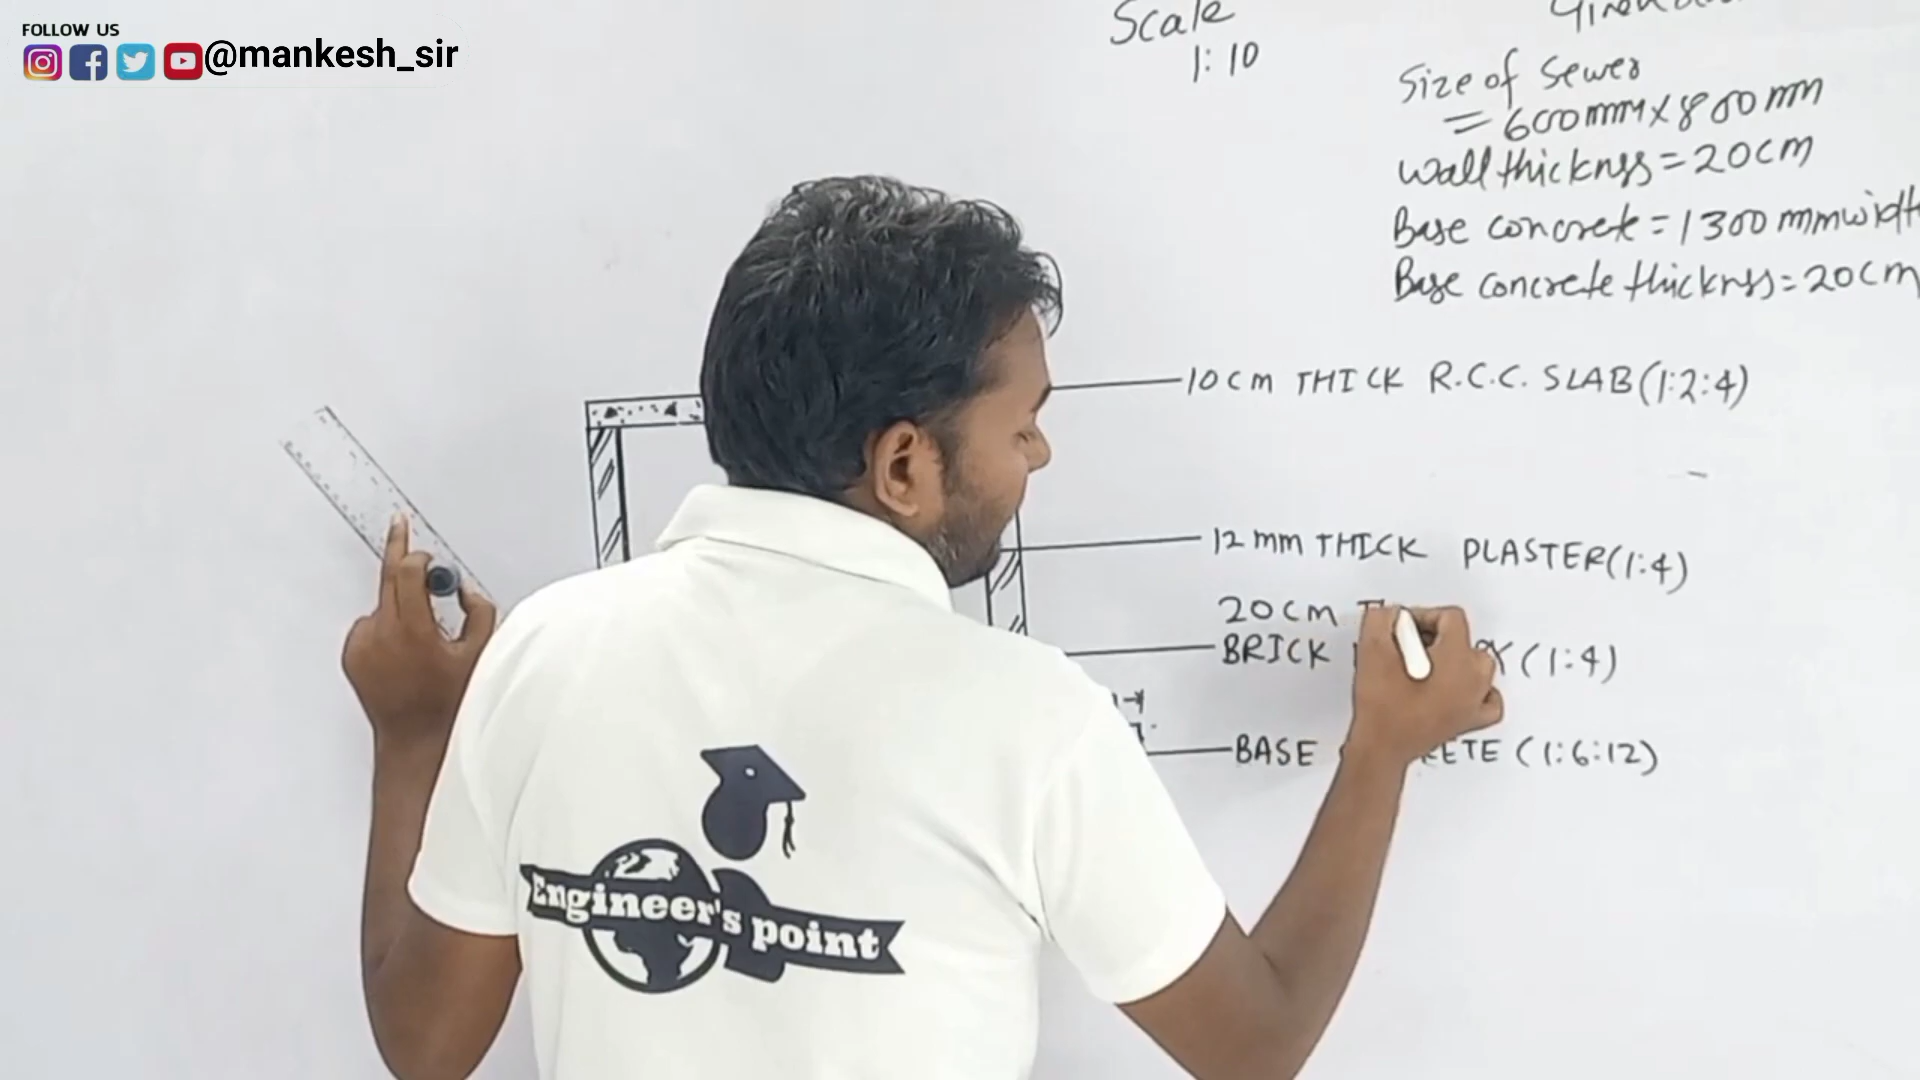 FOLLOW US
@mankesh_sir
Scale
1:10
Size of Sewer
= 600mm x 800mm
Wall thickness = 20cm
Base concrete = 1300 mm width
Base concrete thickness = 20cm
10cm THICK R.C.C. SLAB (1:2:4)
12mm THICK PLASTER (1:4)
20cm
BRICK (1:4)
BASE (1:6:12)
Engineer's point